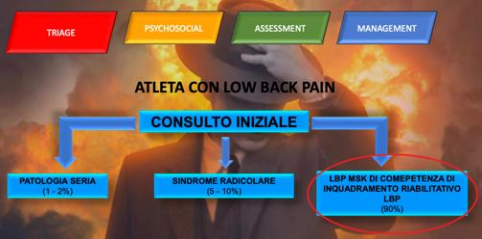 TRIAGE
PSYCHOSOCIAL
ASSESSMENT
MANAGEMENT
ATLETA CON LOW BACK PAIN
CONSULTO INIZIALE
PATOLOGIA SERIA
(1 - 2%)
SINDROME RADICOLARE
(5 - 10%)
LBP MSK DI COMEPETENZA DI
INQUADRAMENTO RIABILITATIVO
LBP
(90%)